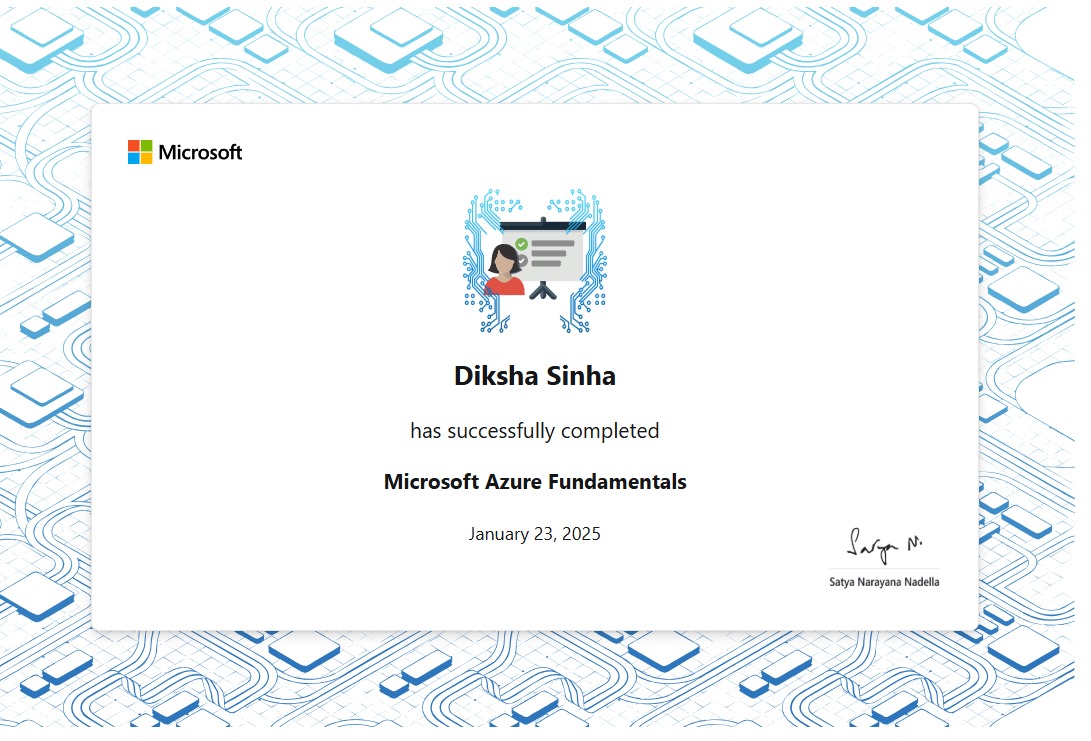 Microsoft
Diksha Sinha
has successfully completed
Microsoft Azure Fundamentals
January 23, 2025
Satya N.
Satya Narayana Nadella